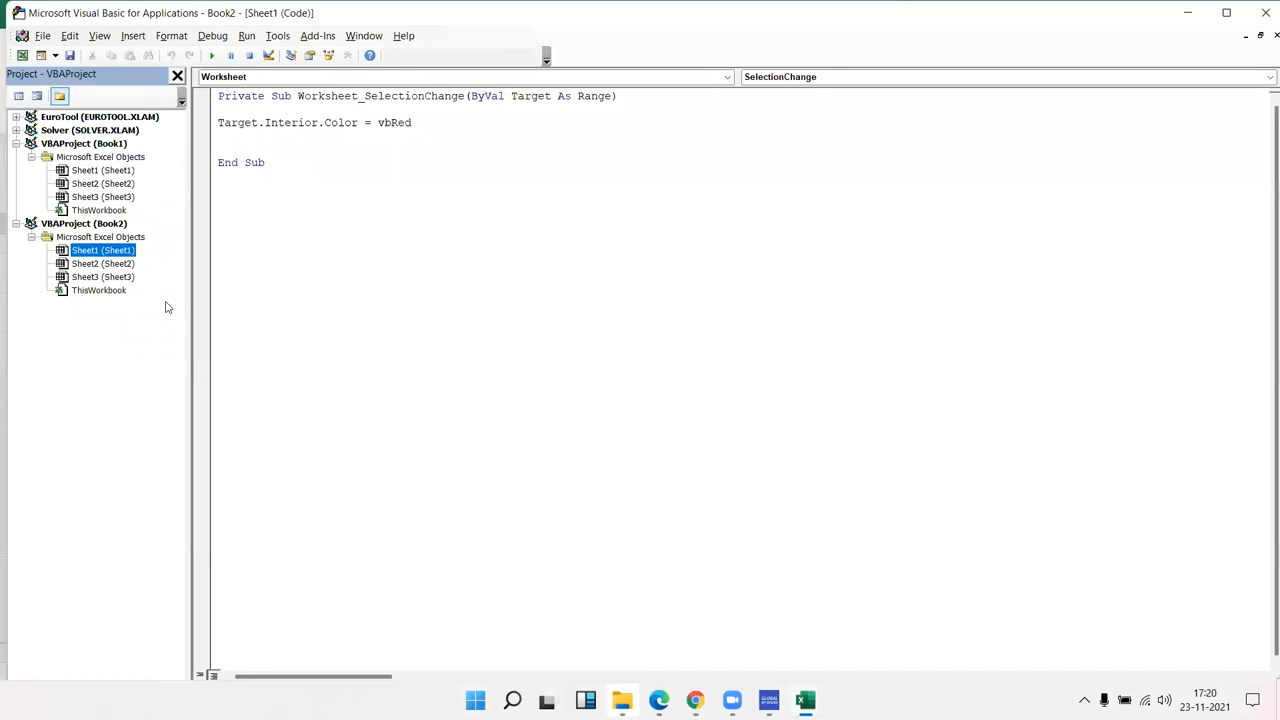 Microsoft Visual Basic for Applications - Book2 - [Sheet1 (Code)]
File Edit View Insert Format Debug Run Tools Add-Ins Window Help
Project - VBAProject
Worksheet
SelectionChange
EuroTool (EUROTOOL.XLAM)
Solver (SOLVER.XLAM)
VBAProject (Book1)
Microsoft Excel Objects
Sheet1 (Sheet1)
Sheet2 (Sheet2)
Sheet3 (Sheet3)
ThisWorkbook
VBAProject (Book2)
Microsoft Excel Objects
Sheet1 (Sheet1)
Sheet2 (Sheet2)
Sheet3 (Sheet3)
ThisWorkbook
Private Sub Worksheet_SelectionChange(ByVal Target As Range)
Target.Interior.Color = vbRed
End Sub
17:20
23-11-2021